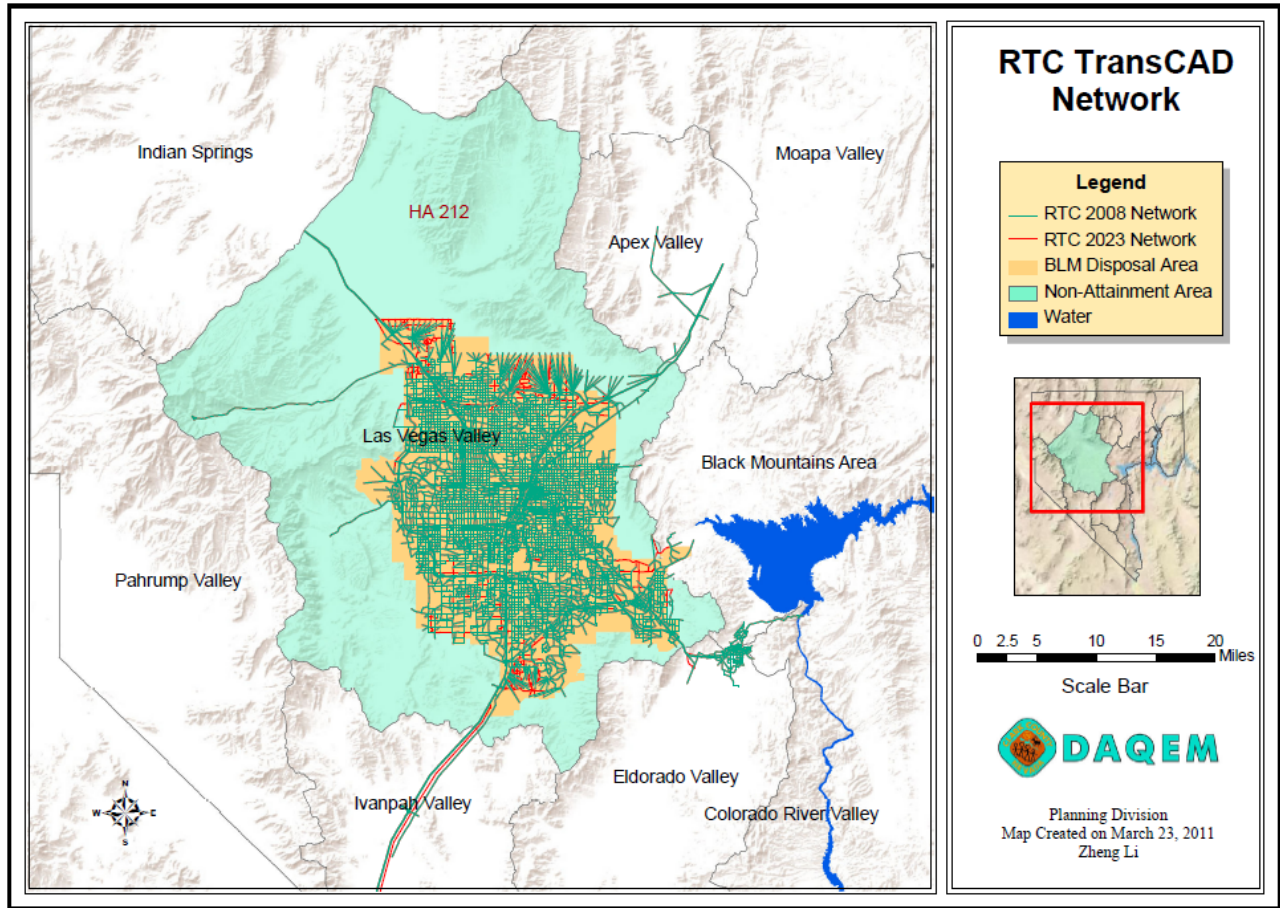 RTC TransCAD
Network
Legend
RTC 2008 Network
RTC 2023 Network
BLM Disposal Area
Non-Attainment Area
Water
Indian Springs
Moapa Valley
HA 212
Apex Valley
Las Vegas Valley
Black Mountains Area
Pahrump Valley
Eldorado Valley
Ivanpah Valley
Colorado River Valley
N
W
E
S
0 2.5 5 10 15 20
Miles
Scale Bar
DAQEM
Planning Division
Map Created on March 23, 2011
Zheng Li